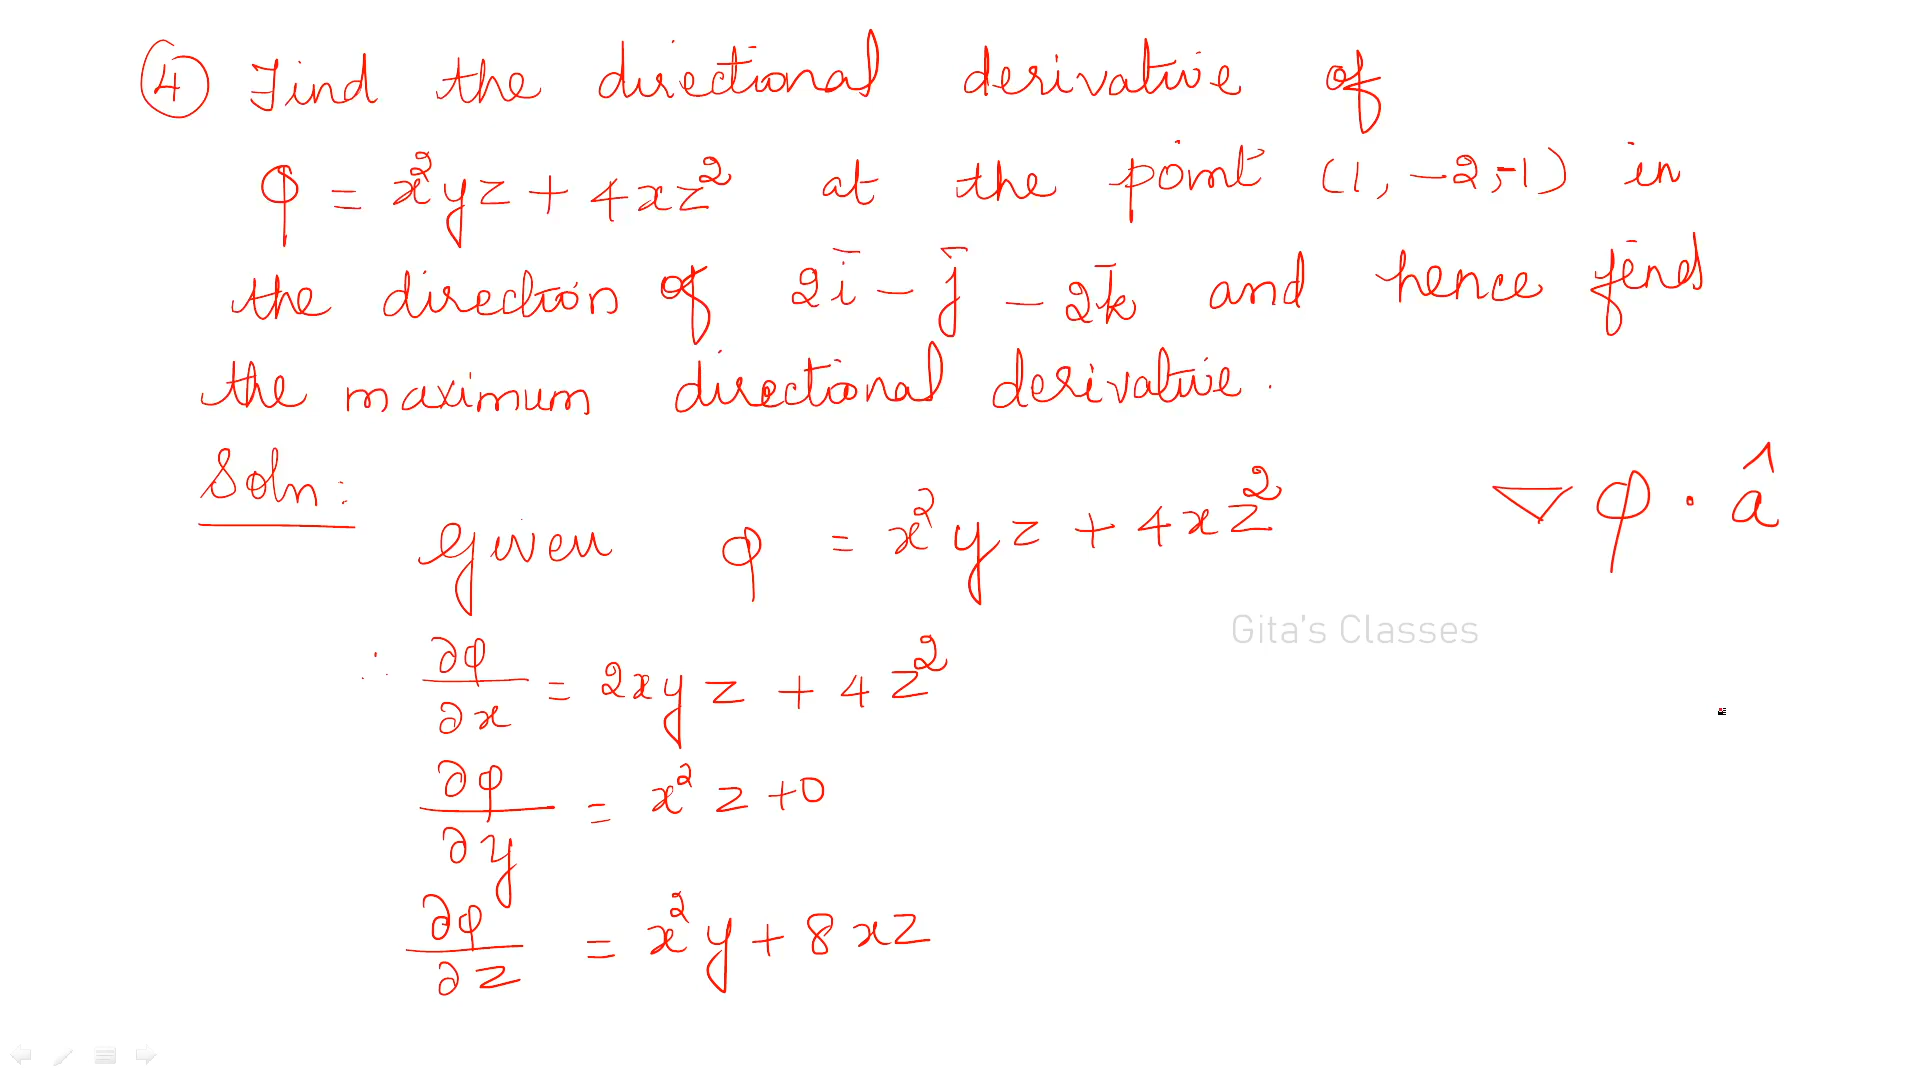 ④ Find the directional derivative of
φ = x²yz + 4xz² at the point (1, -2, -1) in
the direction of 2i̅ - j̅ - 2k̅ and hence find
the maximum directional derivative.
Soln:
Given φ = x²yz + 4xz²
∇φ · â
Gita's Classes
∴ ∂φ/∂x = 2xyz + 4z²
∂φ/∂y = x²z + 0
∂φ/∂z = x²y + 8xz